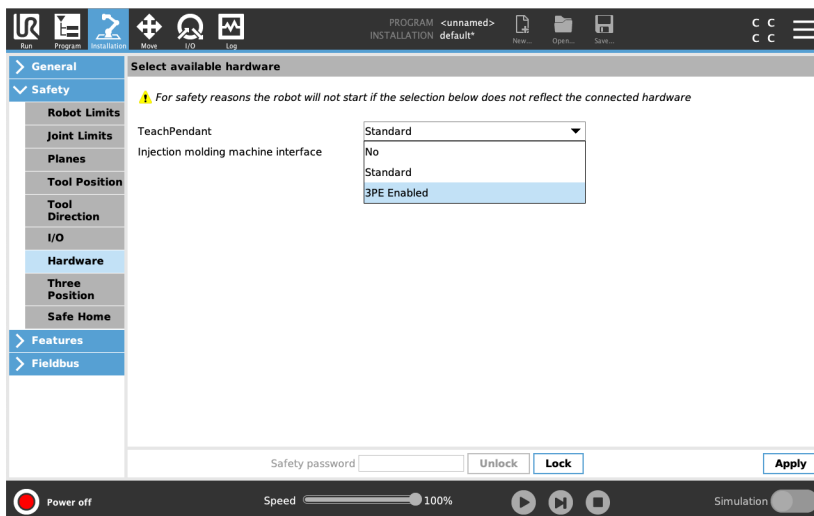 UR
PROGRAM <unnamed>
INSTALLATION default*
Run Program Installation Move I/O Log New... Open... Save...
C C
C C
General
Safety
Robot Limits
Joint Limits
Planes
Tool Position
Tool
Direction
I/O
Hardware
Three
Position
Safe Home
Features
Fieldbus
Select available hardware
For safety reasons the robot will not start if the selection below does not reflect the connected hardware
TeachPendant Standard
Injection molding machine interface
No
Standard
3PE Enabled
Safety password Unlock Lock Apply
Power off Speed 100% Simulation